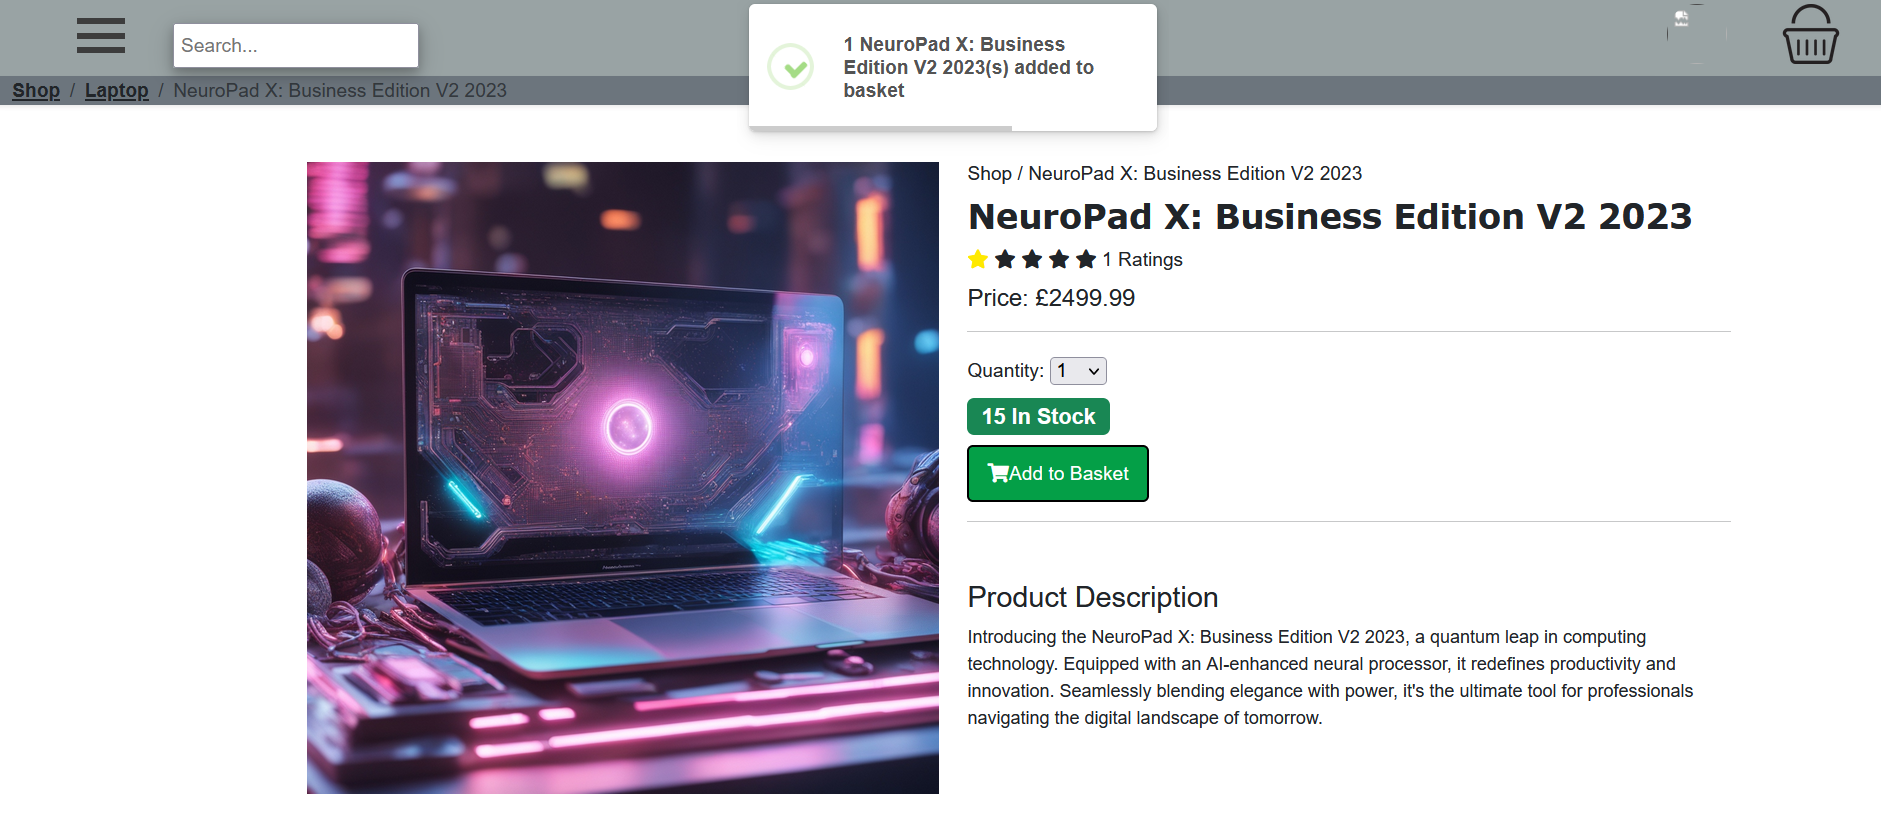 Search...
1 NeuroPad X: Business
Edition V2 2023(s) added to
basket
Shop / Laptop / NeuroPad X: Business Edition V2 2023
Shop / NeuroPad X: Business Edition V2 2023
NeuroPad X: Business Edition V2 2023
1 Ratings
Price: £2499.99
Quantity: 1
15 In Stock
Add to Basket
Product Description
Introducing the NeuroPad X: Business Edition V2 2023, a quantum leap in computing
technology. Equipped with an AI-enhanced neural processor, it redefines productivity and
innovation. Seamlessly blending elegance with power, it's the ultimate tool for professionals
navigating the digital landscape of tomorrow.